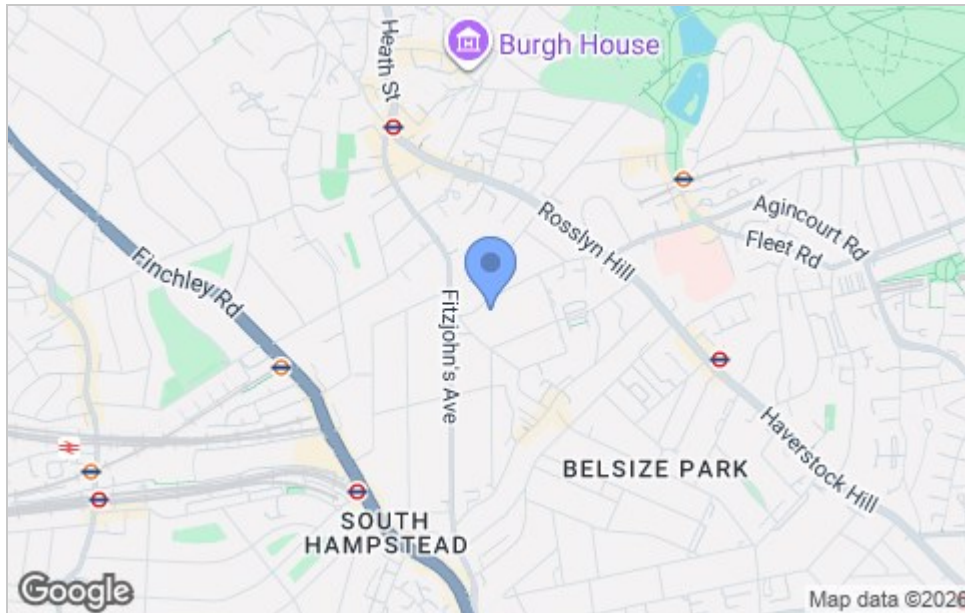 Heath St
Burgh House
Rosslyn Hill
Agincourt Rd
Fleet Rd
Finchley Rd
Fitzjohn's Ave
BELSIZE PARK
Haverstock Hill
SOUTH
HAMPSTEAD
Google
Map data ©2026